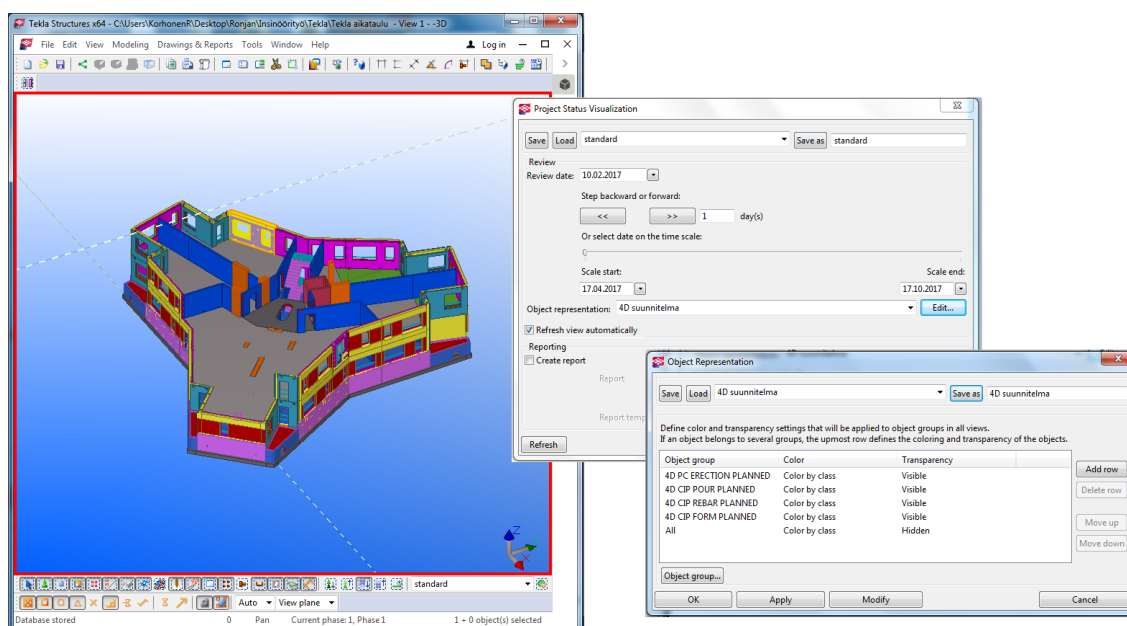 Tekla Structures x64 - C:\Users\KorhonenR\Desktop\Ronjan\Insinöörityö\Tekla\Tekla aikataulu - View 1 - -3D
File Edit View Modeling Drawings & Reports Tools Window Help Log in
Z
standard
Auto View plane
Database stored 0 Pan Current phase: 1, Phase 1 1 + 0 object(s) selected
Project Status Visualization
Save Load standard Save as standard
Review
Review date: 10.02.2017
Step backward or forward:
<< >> 1 day(s)
Or select date on the time scale:
Scale start: Scale end:
17.04.2017 17.10.2017
Object representation: 4D suunnitelma Edit...
Refresh view automatically
Reporting
Create report
Report
Report temp
Refresh
Object Representation
Save Load 4D suunnitelma Save as 4D suunnitelma
Define color and transparency settings that will be applied to object groups in all views.
If an object belongs to several groups, the upmost row defines the coloring and transparency of the objects.
Object group Color Transparency
4D PC ERECTION PLANNED Color by class Visible
4D CIP POUR PLANNED Color by class Visible
4D CIP REBAR PLANNED Color by class Visible
4D CIP FORM PLANNED Color by class Visible
All Color by class Hidden
Add row
Delete row
Move up
Move down
Object group...
OK Apply Modify Cancel